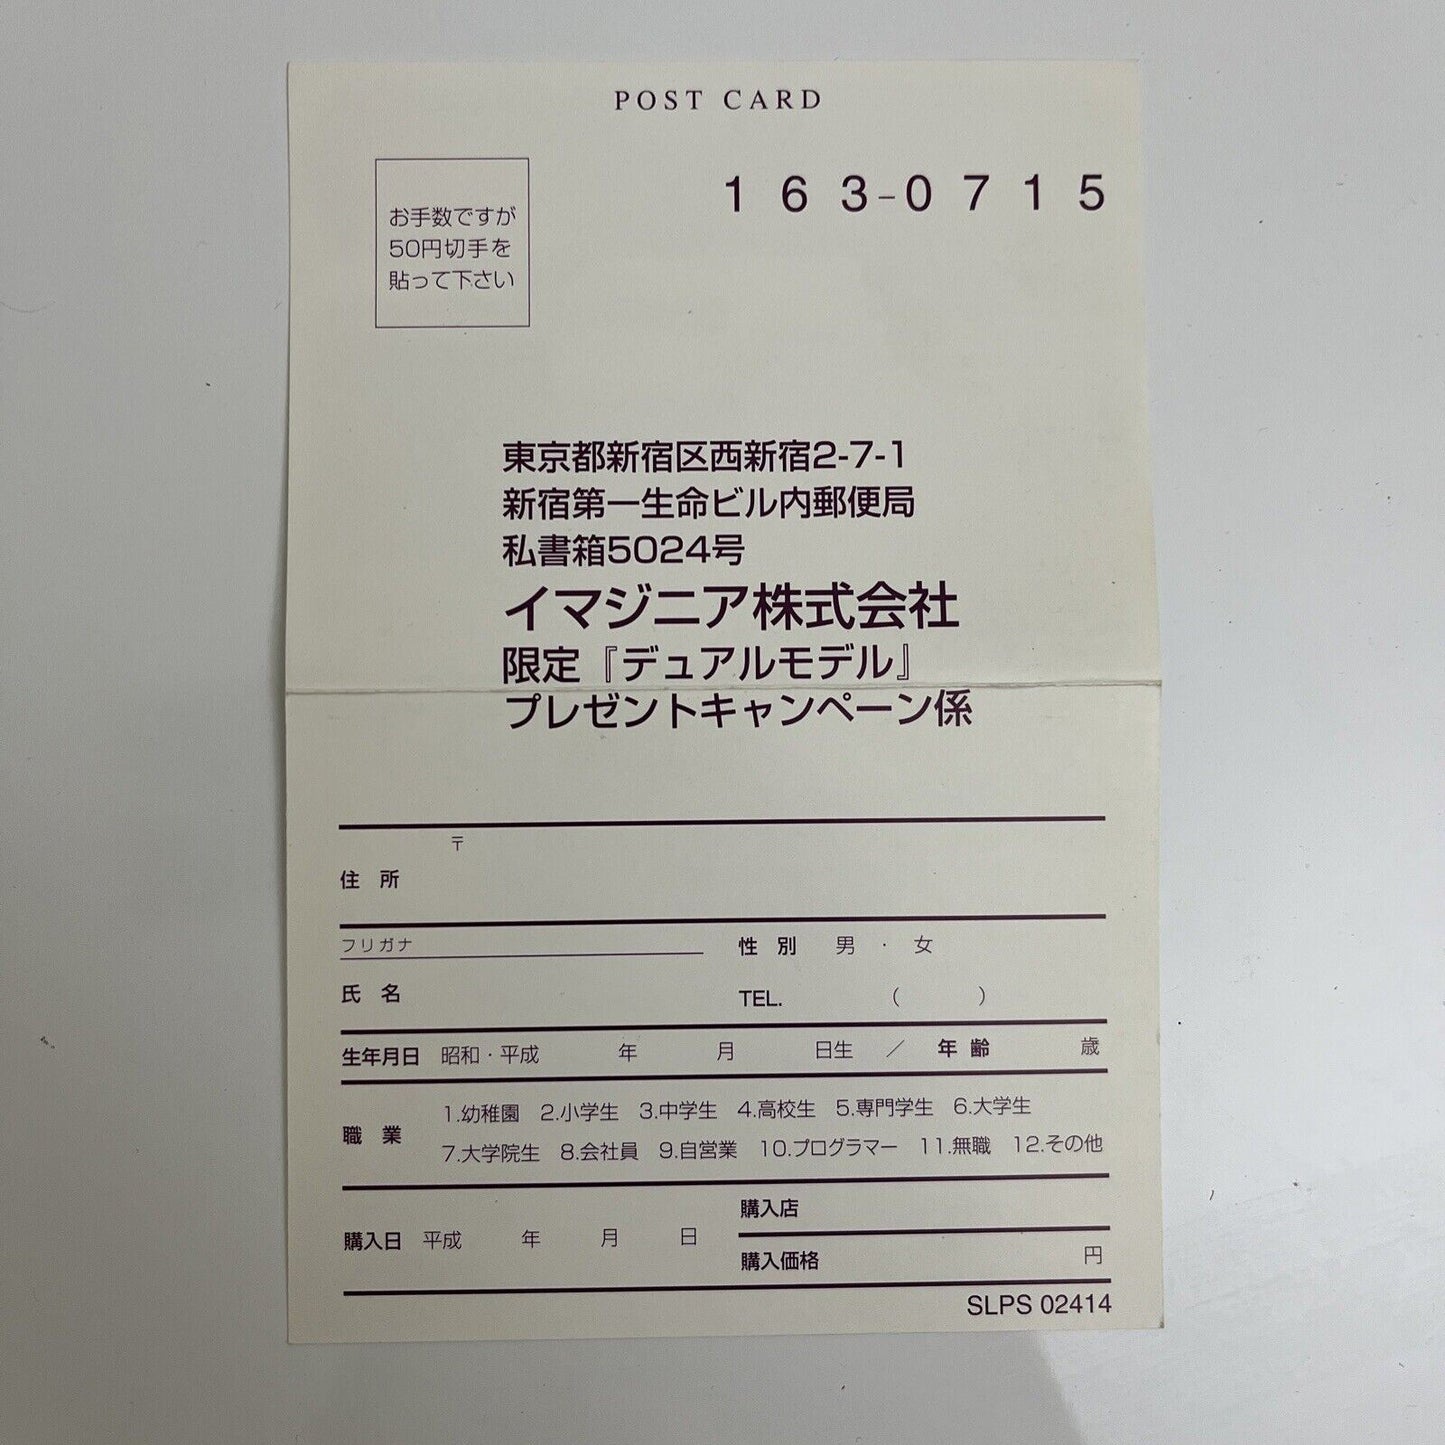 POST CARD
163-0715
お手数ですが
50円切手を
貼って下さい
東京都新宿区西新宿2-7-1
新宿第一生命ビル内郵便局
私書箱5024号
イマジニア株式会社
限定『デュアルモデル』
プレゼントキャンペーン係
〒
住 所
フリガナ
性 別 男 ・ 女
氏 名
TEL. ( )
生年月日 昭和・平成 年 月 日生 ／ 年 齢 歳
職 業
1.幼稚園 2.小学生 3.中学生 4.高校生 5.専門学生 6.大学生
7.大学院生 8.会社員 9.自営業 10.プログラマー 11.無職 12.その他
購入日 平成 年 月 日
購入店
購入価格 円
SLPS 02414